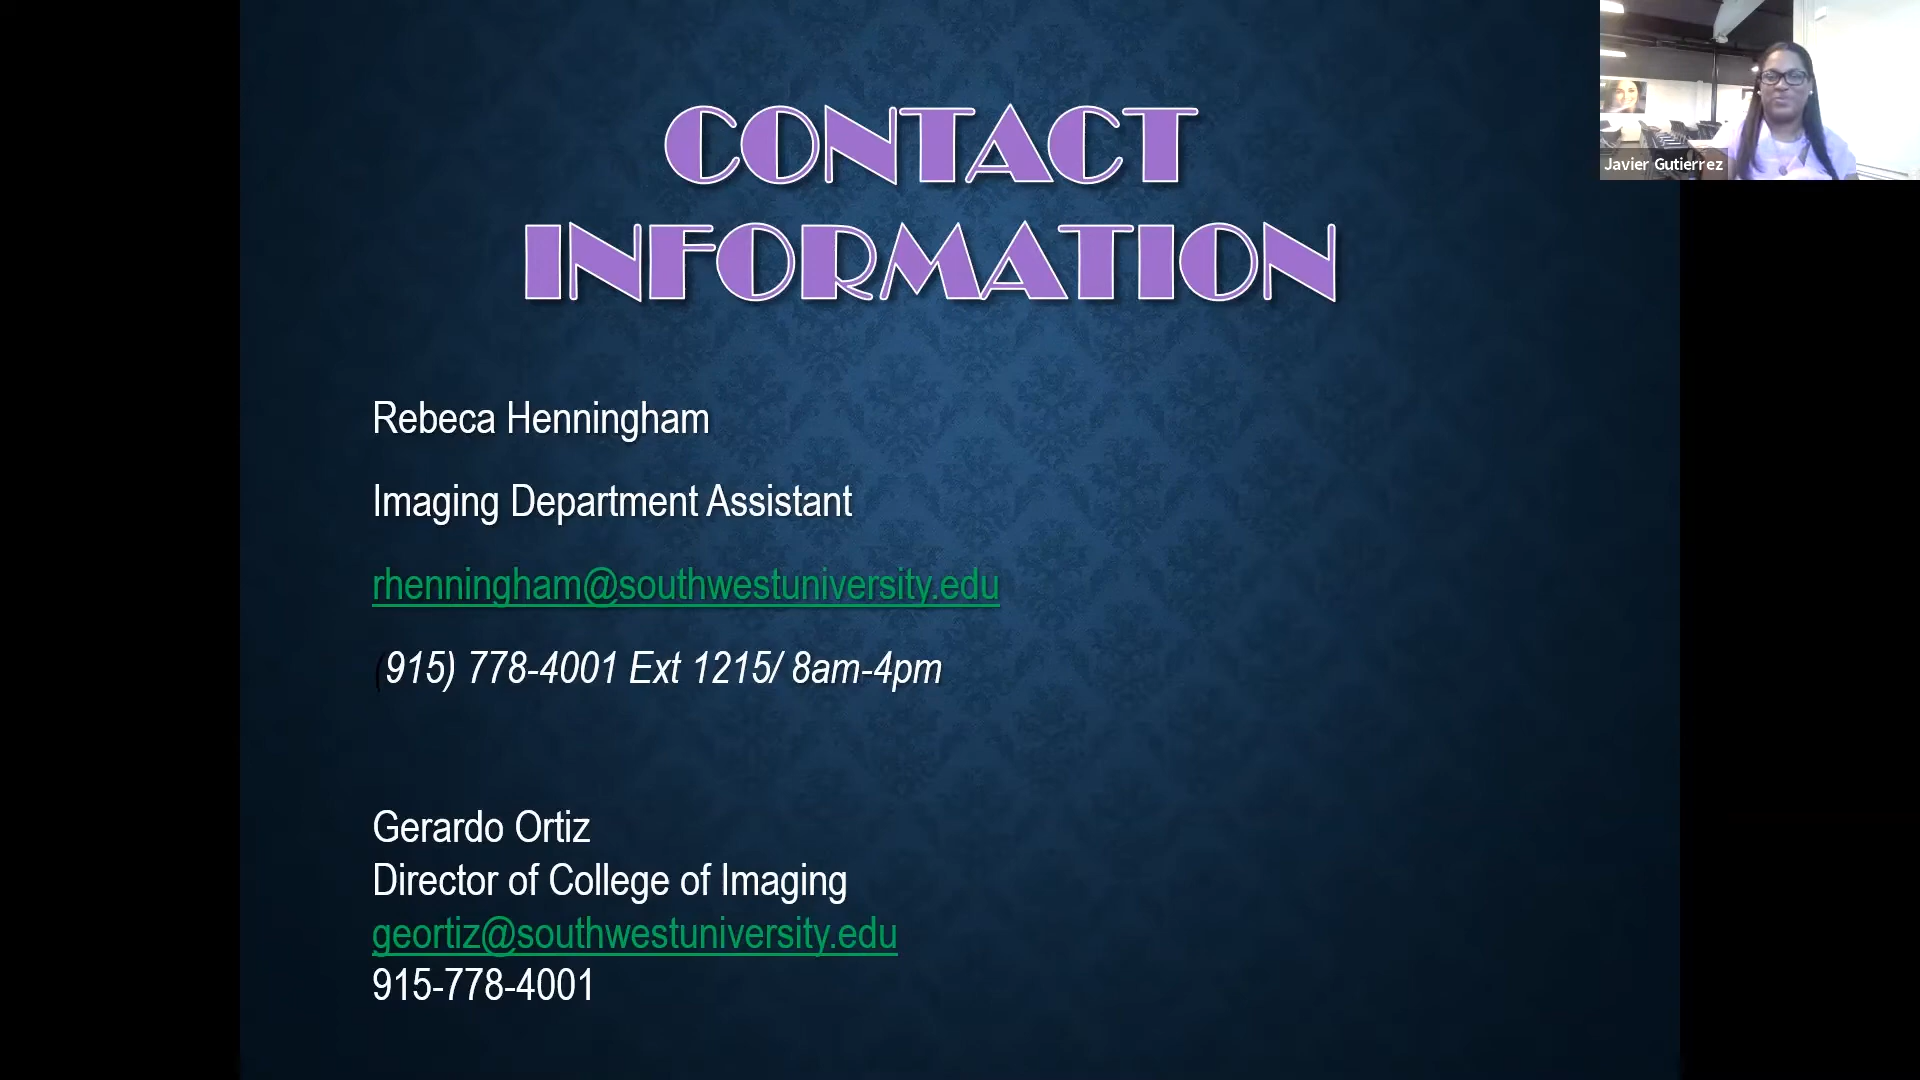 CONTACT
INFORMATION
Javier Gutierrez
Rebeca Henningham
Imaging Department Assistant
rhenningham@southwestuniversity.edu
(915) 778-4001 Ext 1215/ 8am-4pm
Gerardo Ortiz
Director of College of Imaging
geortiz@southwestuniversity.edu
915-778-4001